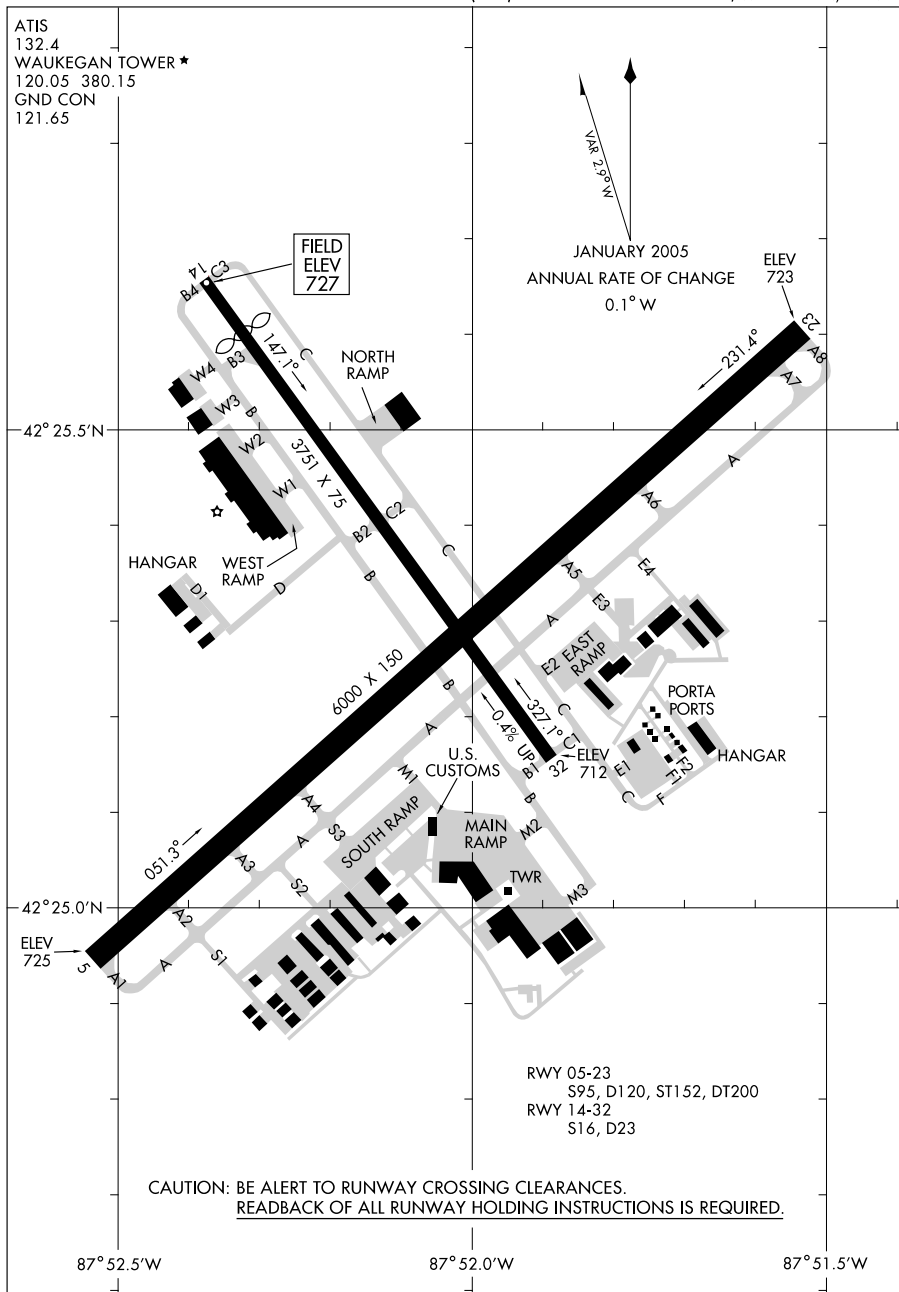 ATIS
132.4
WAUKEGAN TOWER ★
120.05 380.15
GND CON
121.65
VAR 2.9° W
JANUARY 2005
ANNUAL RATE OF CHANGE
0.1° W
FIELD
ELEV
727
ELEV
723
14
C3
B4
23
A8
A7
147.1°
231.4°
C
B3
NORTH
RAMP
W4
W3
B
W2
42° 25.5'N
3751 X 75
A
W1
A6
C2
B2
C
WEST
RAMP
HANGAR
D1
D
B
A5
E4
E3
A
6000 X 150
E2
EAST
RAMP
B
327.1°
0.4% UP
C
C1
PORTA
PORTS
A
U.S.
CUSTOMS
M1
B1
32
ELEV
712
E1
C
F
F1
F2
HANGAR
B
A4
S3
A
SOUTH RAMP
MAIN
RAMP
M2
051.3°
A3
S2
TWR
M3
42° 25.0'N
A2
S1
ELEV
725
5
A1
A
RWY 05-23
S95, D120, ST152, DT200
RWY 14-32
S16, D23
CAUTION: BE ALERT TO RUNWAY CROSSING CLEARANCES.
READBACK OF ALL RUNWAY HOLDING INSTRUCTIONS IS REQUIRED.
87° 52.5'W
87° 52.0'W
87° 51.5'W